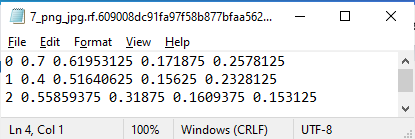 7_png_jpg.rf.609008dc91fa97f58b877bfaa562...
File Edit Format View Help
0 0.7 0.61953125 0.171875 0.2578125
1 0.4 0.51640625 0.15625 0.2328125
2 0.55859375 0.31875 0.1609375 0.153125
Ln 4, Col 1 100% Windows (CRLF) UTF-8